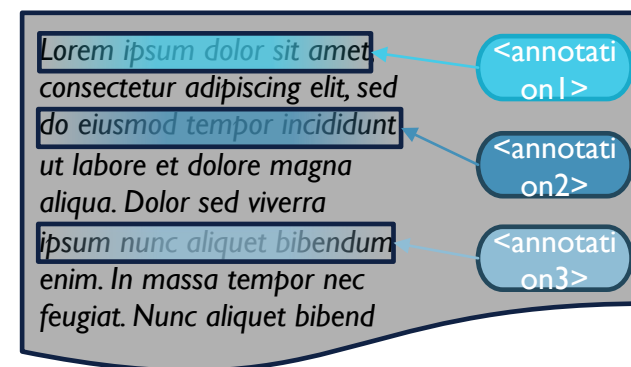 Lorem ipsum dolor sit amet,
consectetur adipiscing elit, sed
do eiusmod tempor incididunt
ut labore et dolore magna
aliqua. Dolor sed viverra
ipsum nunc aliquet bibendum
enim. In massa tempor nec
feugiat. Nunc aliquet bibend
<annotati
on1>
<annotati
on2>
<annotati
on3>